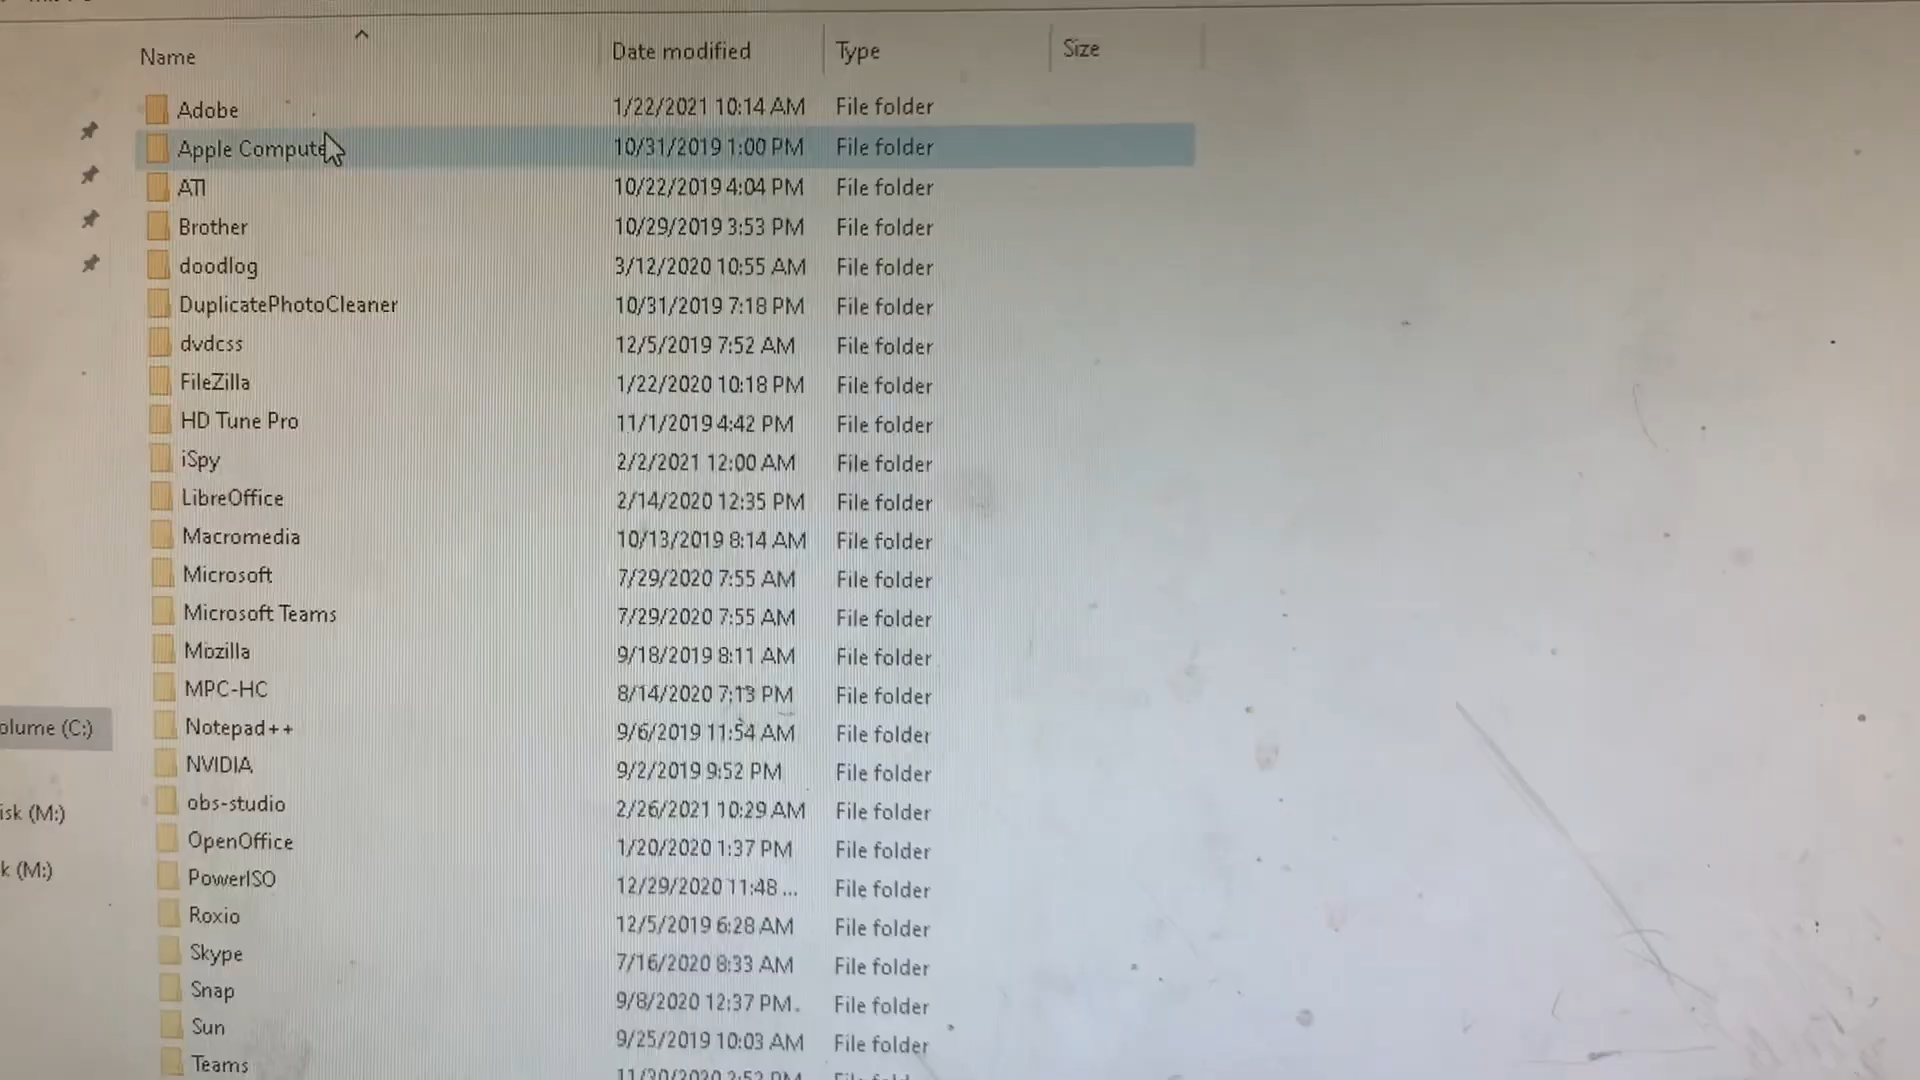 Name Date modified Type Size
Adobe 1/22/2021 10:14 AM File folder
Apple Compute 10/31/2019 1:00 PM File folder
ATI 10/22/2019 4:04 PM File folder
Brother 10/29/2019 3:53 PM File folder
doodlog 3/12/2020 10:55 AM File folder
DuplicatePhotoCleaner 10/31/2019 7:18 PM File folder
dvdcss 12/5/2019 7:52 AM File folder
FileZilla 1/22/2020 10:18 PM File folder
HD Tune Pro 11/1/2019 4:42 PM File folder
iSpy 2/2/2021 12:00 AM File folder
LibreOffice 2/14/2020 12:35 PM File folder
Macromedia 10/13/2019 8:14 AM File folder
Microsoft 7/29/2020 7:55 AM File folder
Microsoft Teams 7/29/2020 7:55 AM File folder
Mozilla 9/18/2019 8:11 AM File folder
MPC-HC 8/14/2020 7:13 PM File folder
Notepad++ 9/6/2019 11:54 AM File folder
olume (C:)
NVIDIA 9/2/2019 9:52 PM File folder
obs-studio 2/26/2021 10:29 AM File folder
isk (M:)
OpenOffice 1/20/2020 1:37 PM File folder
k (M:)
PowerISO 12/29/2020 11:48 ... File folder
Roxio 12/5/2019 6:28 AM File folder
Skype 7/16/2020 8:33 AM File folder
Snap 9/8/2020 12:37 PM File folder
Sun 9/25/2019 10:03 AM File folder
Teams 11/30/2020 2:52 PM